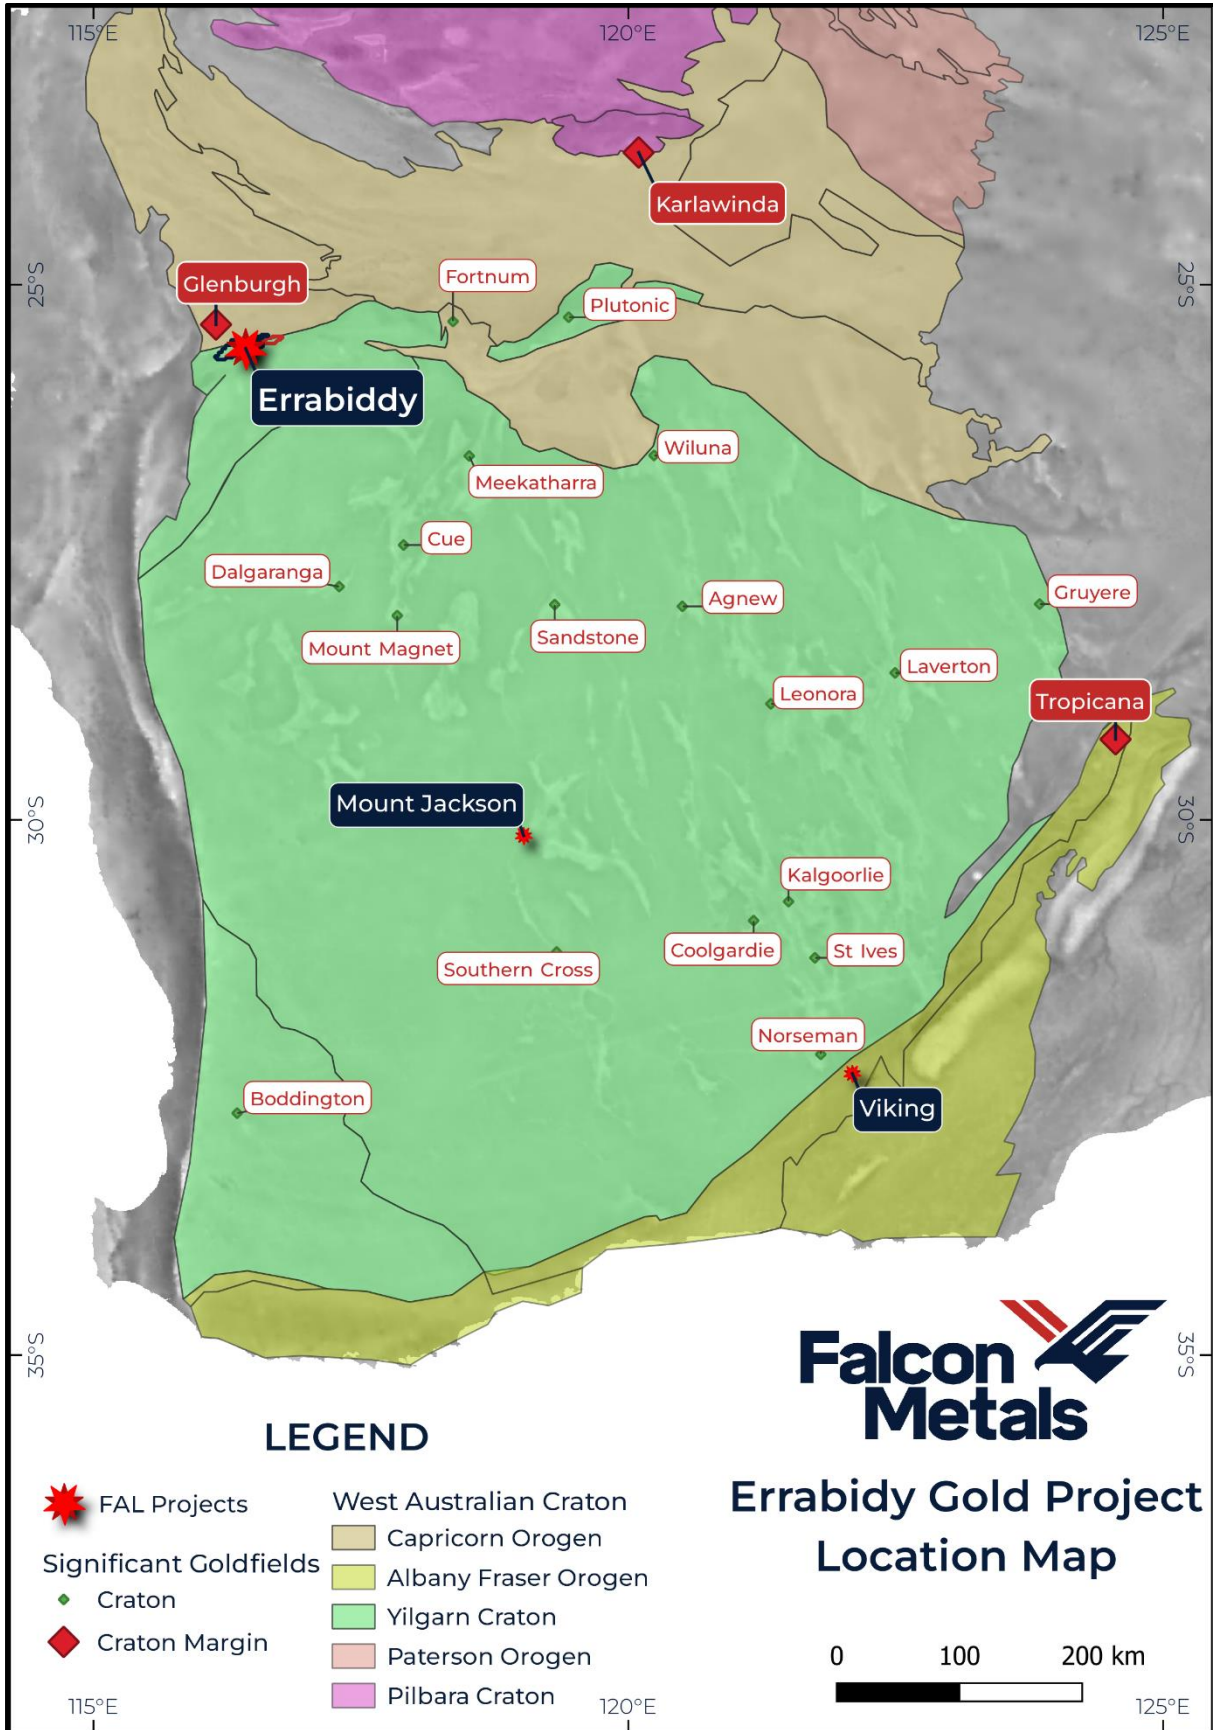 115°E
120°E
125°E
Karlawinda
25°S
25°S
Glenburgh
Fortnum
Plutonic
Errabiddy
Wiluna
Meekatharra
Cue
Dalgaranga
Agnew
Gruyere
Mount Magnet
Sandstone
Laverton
Leonora
Tropicana
Mount Jackson
30°S
30°S
Kalgoorlie
Coolgardie
St Ives
Southern Cross
Norseman
Boddington
Viking
35°S
35°S
Falcon
Metals
Errabidy Gold Project
Location Map
LEGEND
FAL Projects
Significant Goldfields
Craton
Craton Margin
West Australian Craton
Capricorn Orogen
Albany Fraser Orogen
Yilgarn Craton
Paterson Orogen
Pilbara Craton
0 100 200 km
115°E
120°E
125°E